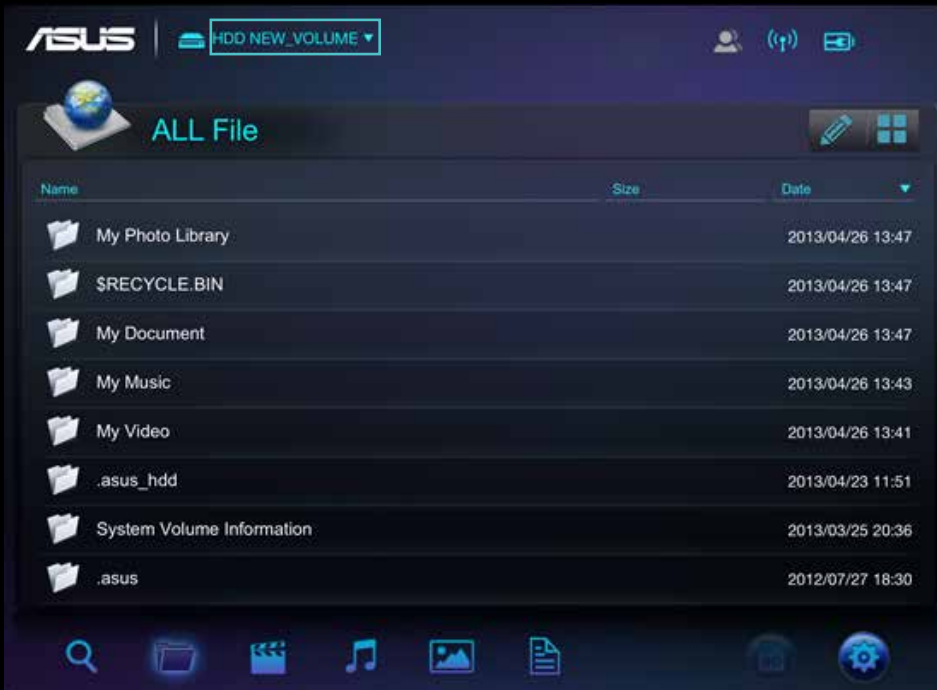 ASUS HDD NEW_VOLUME
ALL File
Name Size Date
My Photo Library 2013/04/26 13:47
$RECYCLE.BIN 2013/04/26 13:47
My Document 2013/04/26 13:47
My Music 2013/04/26 13:43
My Video 2013/04/26 13:41
.asus_hdd 2013/04/23 11:51
System Volume Information 2013/03/25 20:36
.asus 2012/07/27 18:30